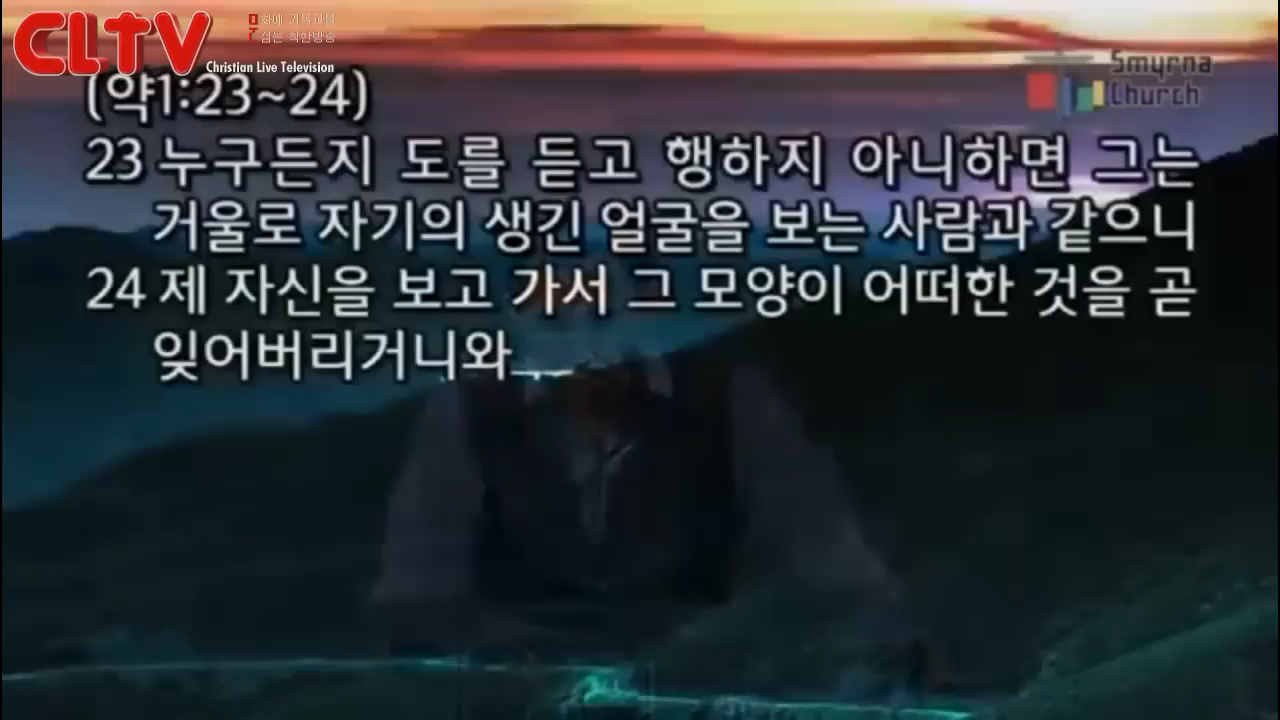 CLTV
Christian Live Television
Smyrna
Church
(약1:23~24)
23 누구든지 도를 듣고 행하지 아니하면 그는
거울로 자기의 생긴 얼굴을 보는 사람과 같으니
24 제 자신을 보고 가서 그 모양이 어떠한 것을 곧
잊어버리거니와